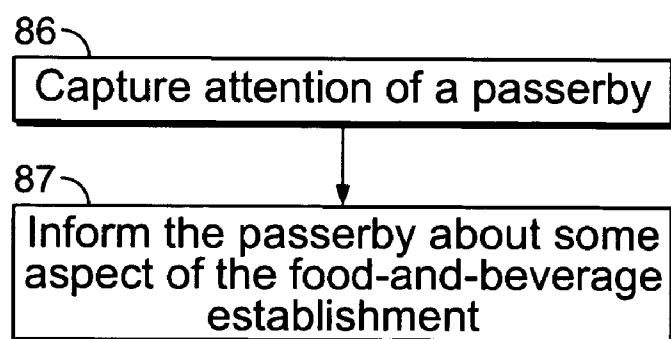 86
Capture attention of a passerby
87
Inform the passerby about some
aspect of the food-and-beverage
establishment